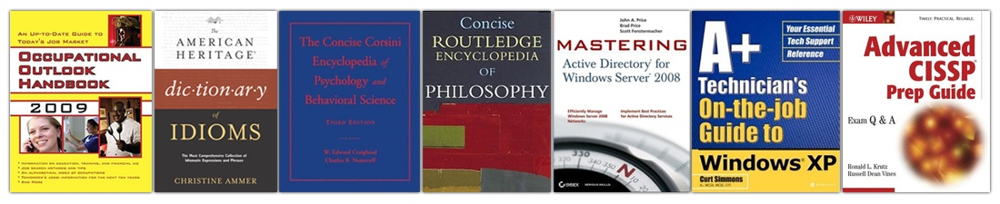 AN UP-TO-DATE GUIDE TO
TODAY'S JOB MARKET
OCCUPATIONAL
OUTLOOK
HANDBOOK
2009
• INFORMATION ON EDUCATION, TRAINING, AND FINANCIAL AID
• JOB SEARCH METHODS AND TIPS
• AN ALPHABETICAL INDEX OF OCCUPATIONS
• TOMORROW'S JOBS: INFORMATION FOR THE NEXT TEN YEARS
• AND MORE
The
AMERICAN
HERITAGE®
dic·tion·ar·y
of
IDIOMS
The Most Comprehensive Collection of
Idiomatic Expressions and Phrases
CHRISTINE AMMER
The Concise Corsini
Encyclopedia of
Psychology and
Behavioral Science
THIRD EDITION
W. Edward Craighead
Charles B. Nemeroff
Concise
ROUTLEDGE
ENCYCLOPEDIA
OF
PHILOSOPHY
John A. Price
Brad Price
Scott Fenstermacher
MASTERING
Active Directory® for
Windows Server® 2008
Efficiently Manage
Windows Server 2008
Networks
Implement Best Practices
for Active Directory Services
330
340
350
N
SYBEX
SERIOUS SKILLS.
A+
Your Essential
Tech Support
Reference
Technician's
On-the-job
Guide to
Windows® XP
Curt Simmons
WILEY
TIMELY. PRACTICAL. RELIABLE.
Advanced
CISSP®
Prep Guide
Exam Q & A
Ronald L. Krutz
Russell Dean Vines